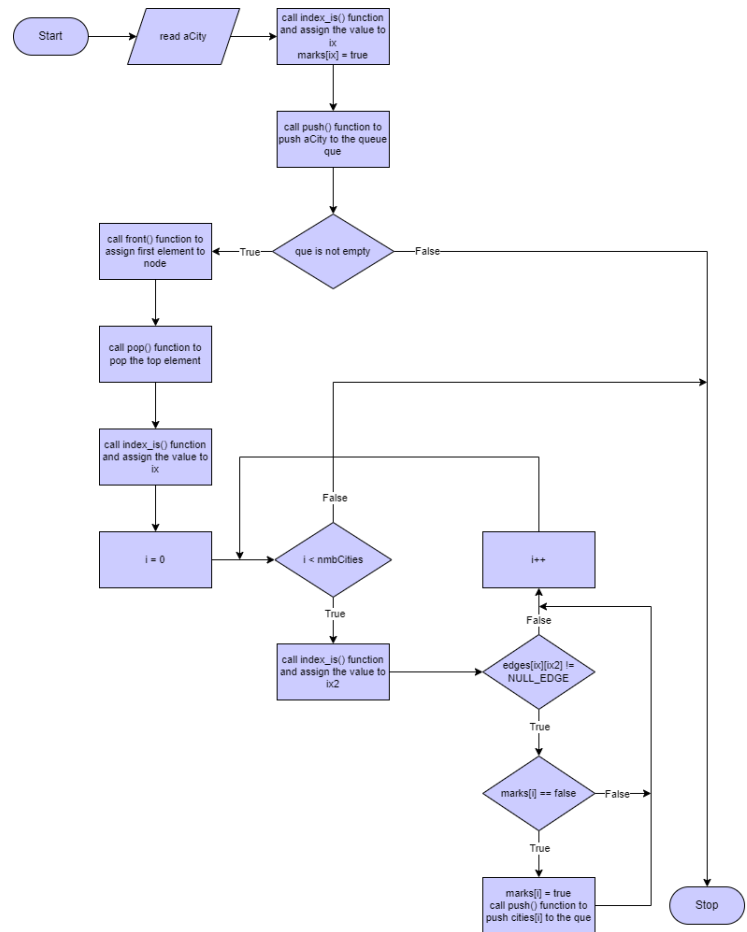 Start
read aCity
call index_is() function
and assign the value to
ix
marks[ix] = true
call push() function to
push aCity to the queue
que
que is not empty
True
False
call front() function to
assign first element to
node
call pop() function to
pop the top element
call index_is() function
and assign the value to
ix
False
i = 0
i < nmbCities
i++
True
False
call index_is() function
and assign the value to
ix2
edges[ix][ix2] !=
NULL_EDGE
True
marks[i] == false
False
True
marks[i] = true
call push() function to
push cities[i] to the que
Stop